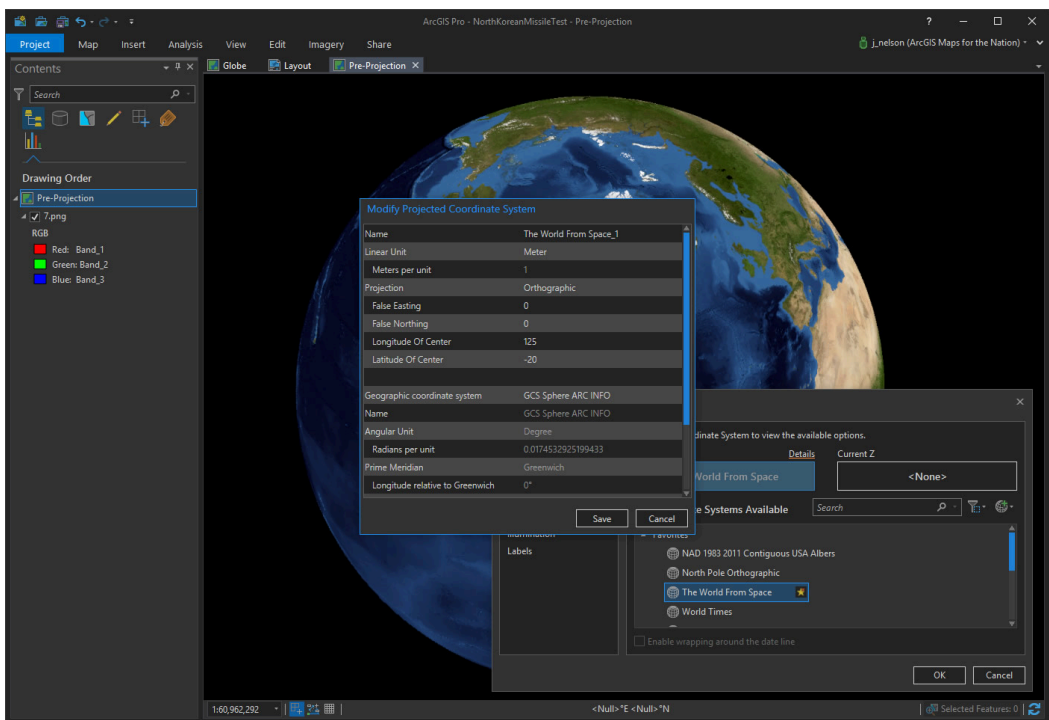 ArcGIS Pro - NorthKoreanMissileTest - Pre-Projection
Project Map Insert Analysis View Edit Imagery Share
j_nelson (ArcGIS Maps for the Nation)
Contents
Globe Layout Pre-Projection
Search
Drawing Order
Pre-Projection
7.png
RGB
Red: Band_1
Green: Band_2
Blue: Band_3
Modify Projected Coordinate System
Name The World From Space_1
Linear Unit Meter
Meters per unit 1
Projection Orthographic
False Easting 0
False Northing 0
Longitude Of Center 125
Latitude Of Center -20
Geographic coordinate system GCS Sphere ARC INFO
Name GCS Sphere ARC INFO
Angular Unit Degree
Radians per unit 0.0174532925199433
Prime Meridian Greenwich
Longitude relative to Greenwich 0°
Save Cancel
dinate System to view the available options.
Details Current Z
World From Space <None>
e Systems Available Search
Illumination
Labels
Favorites
NAD 1983 2011 Contiguous USA Albers
North Pole Orthographic
The World From Space
World Times
Enable wrapping around the date line
OK Cancel
1:60,962,292 <Null>°E <Null>°N Selected Features: 0